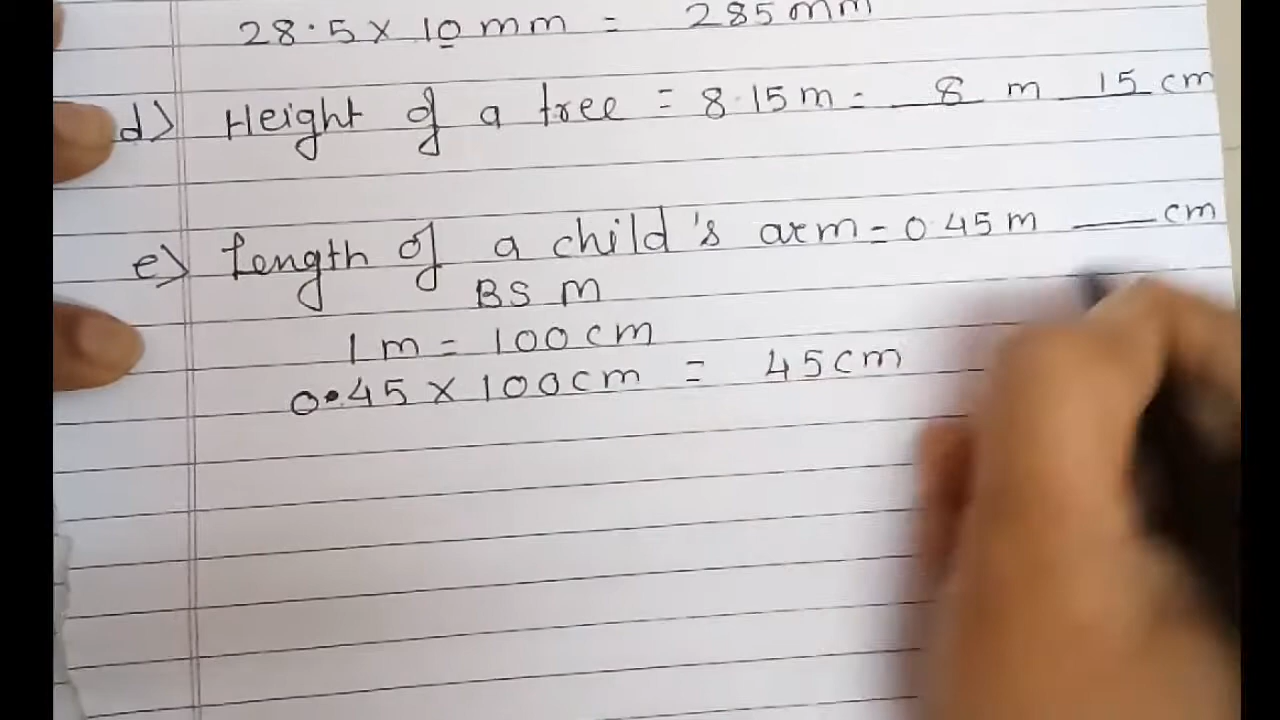 28.5 x 10 mm = 285 mm
d) Height of a tree = 8.15 m = 8 m 15 cm
e) Length of a child's arm = 0.45 m ___ cm
BS M
1 m = 100 cm
0.45 x 100 cm = 45 cm